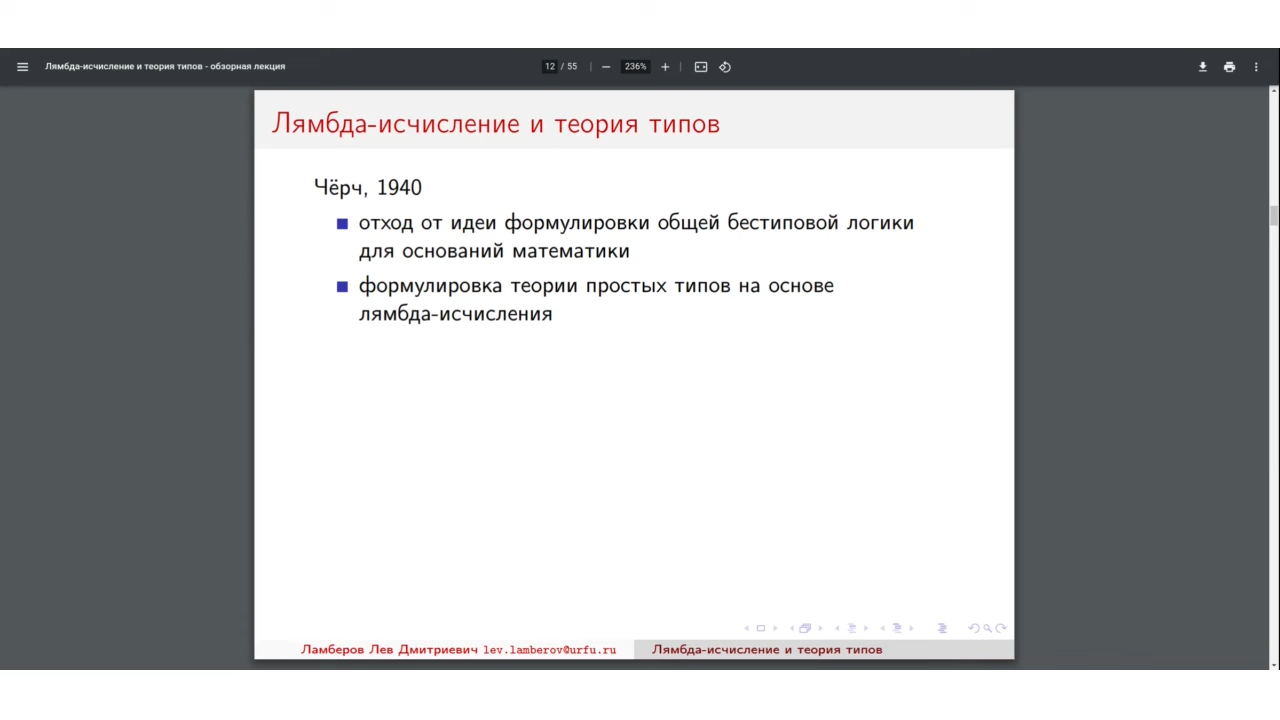 Лямбда-исчисление и теория типов - обзорная лекция
12 / 55
236%
Лямбда-исчисление и теория типов
Чёрч, 1940
отход от идеи формулировки общей бестиповой логики
для оснований математики
формулировка теории простых типов на основе
лямбда-исчисления
Ламберов Лев Дмитриевич lev.lamberov@urfu.ru
Лямбда-исчисление и теория типов